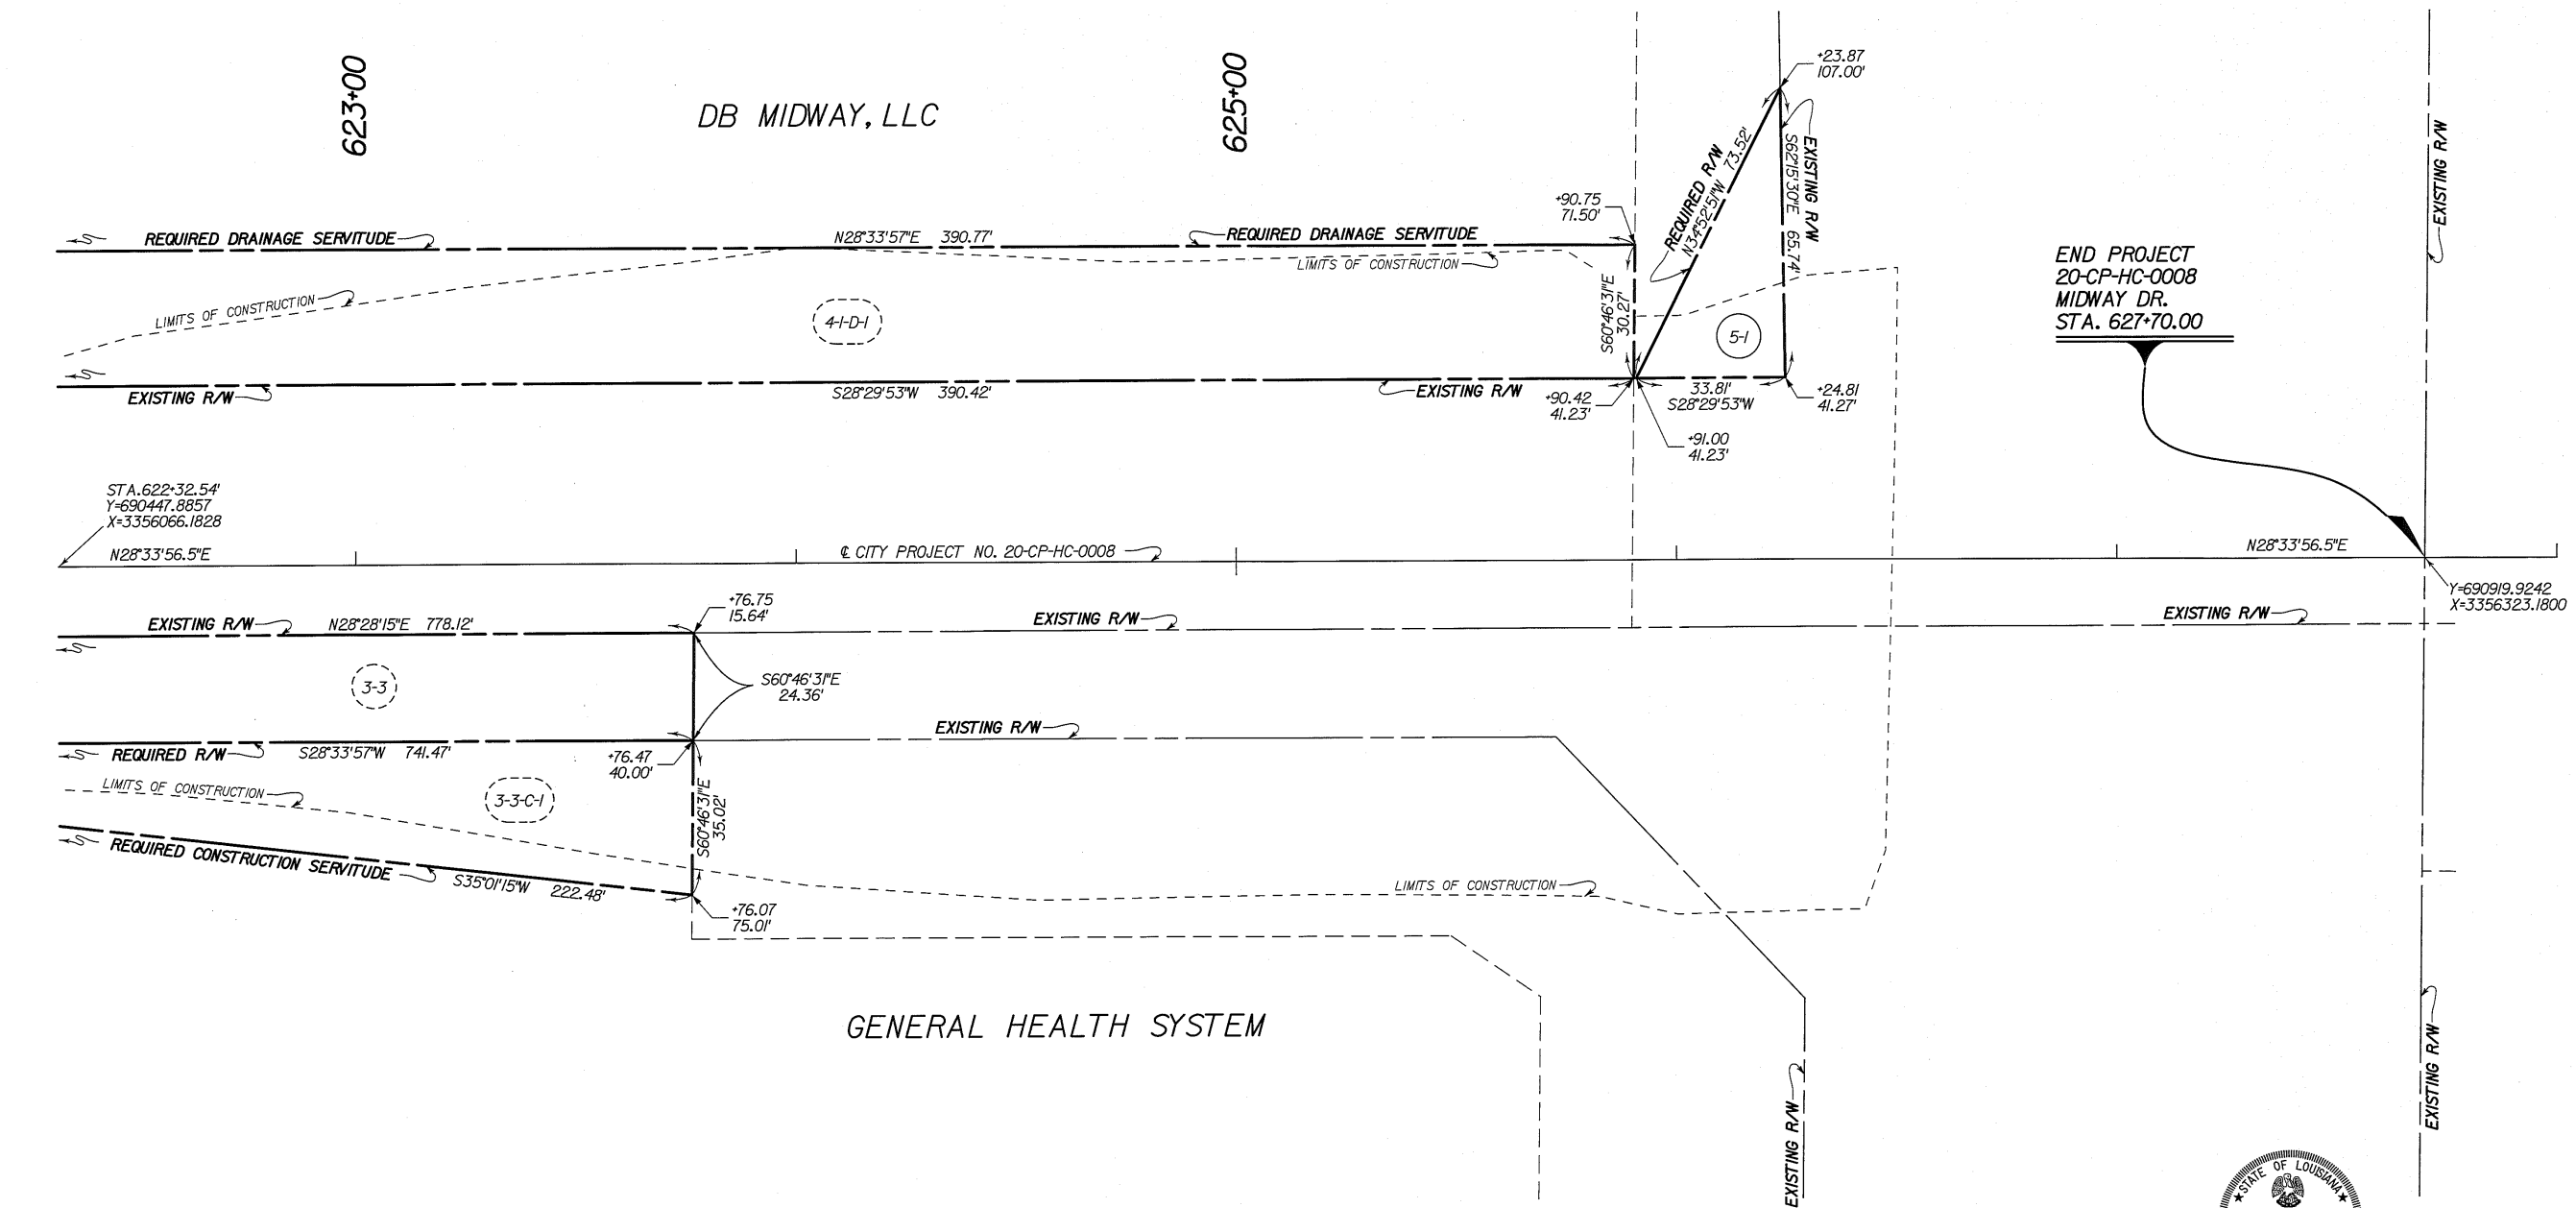 623+00
625+00
DB MIDWAY, LLC
+23.87
107.00'
EXISTING R/W
S62°15'30"E 65.74'
REQUIRED R/W
N34°52'51"W 73.52'
+90.75
71.50'
EXISTING R/W
REQUIRED DRAINAGE SERVITUDE
N28°33'57"E 390.77'
REQUIRED DRAINAGE SERVITUDE
LIMITS OF CONSTRUCTION
LIMITS OF CONSTRUCTION
END PROJECT
20-CP-HC-0008
MIDWAY DR.
STA. 627+70.00
4-1-D-1
S60°46'31"E
30.27'
5-1
EXISTING R/W
S28°29'53"W 390.42'
EXISTING R/W
+90.42
41.23'
33.81'
S28°29'53"W
+24.81
41.27'
+91.00
41.23'
STA.622+32.54'
Y=690447.8857
X=3356066.1828
N28°33'56.5"E
℄ CITY PROJECT NO. 20-CP-HC-0008
N28°33'56.5"E
Y=690919.9242
X=3356323.1800
+76.75
15.64'
EXISTING R/W
N28°28'15"E 778.12'
EXISTING R/W
EXISTING R/W
3-3
S60°46'31"E
24.36'
EXISTING R/W
REQUIRED R/W
S28°33'57"W 741.47'
+76.47
40.00'
LIMITS OF CONSTRUCTION
3-3-C-1
S60°46'31"E
35.02'
REQUIRED CONSTRUCTION SERVITUDE
S35°01'15"W 222.48'
LIMITS OF CONSTRUCTION
+76.07
75.01'
GENERAL HEALTH SYSTEM
EXISTING R/W
EXISTING R/W
STATE OF LOUISIANA